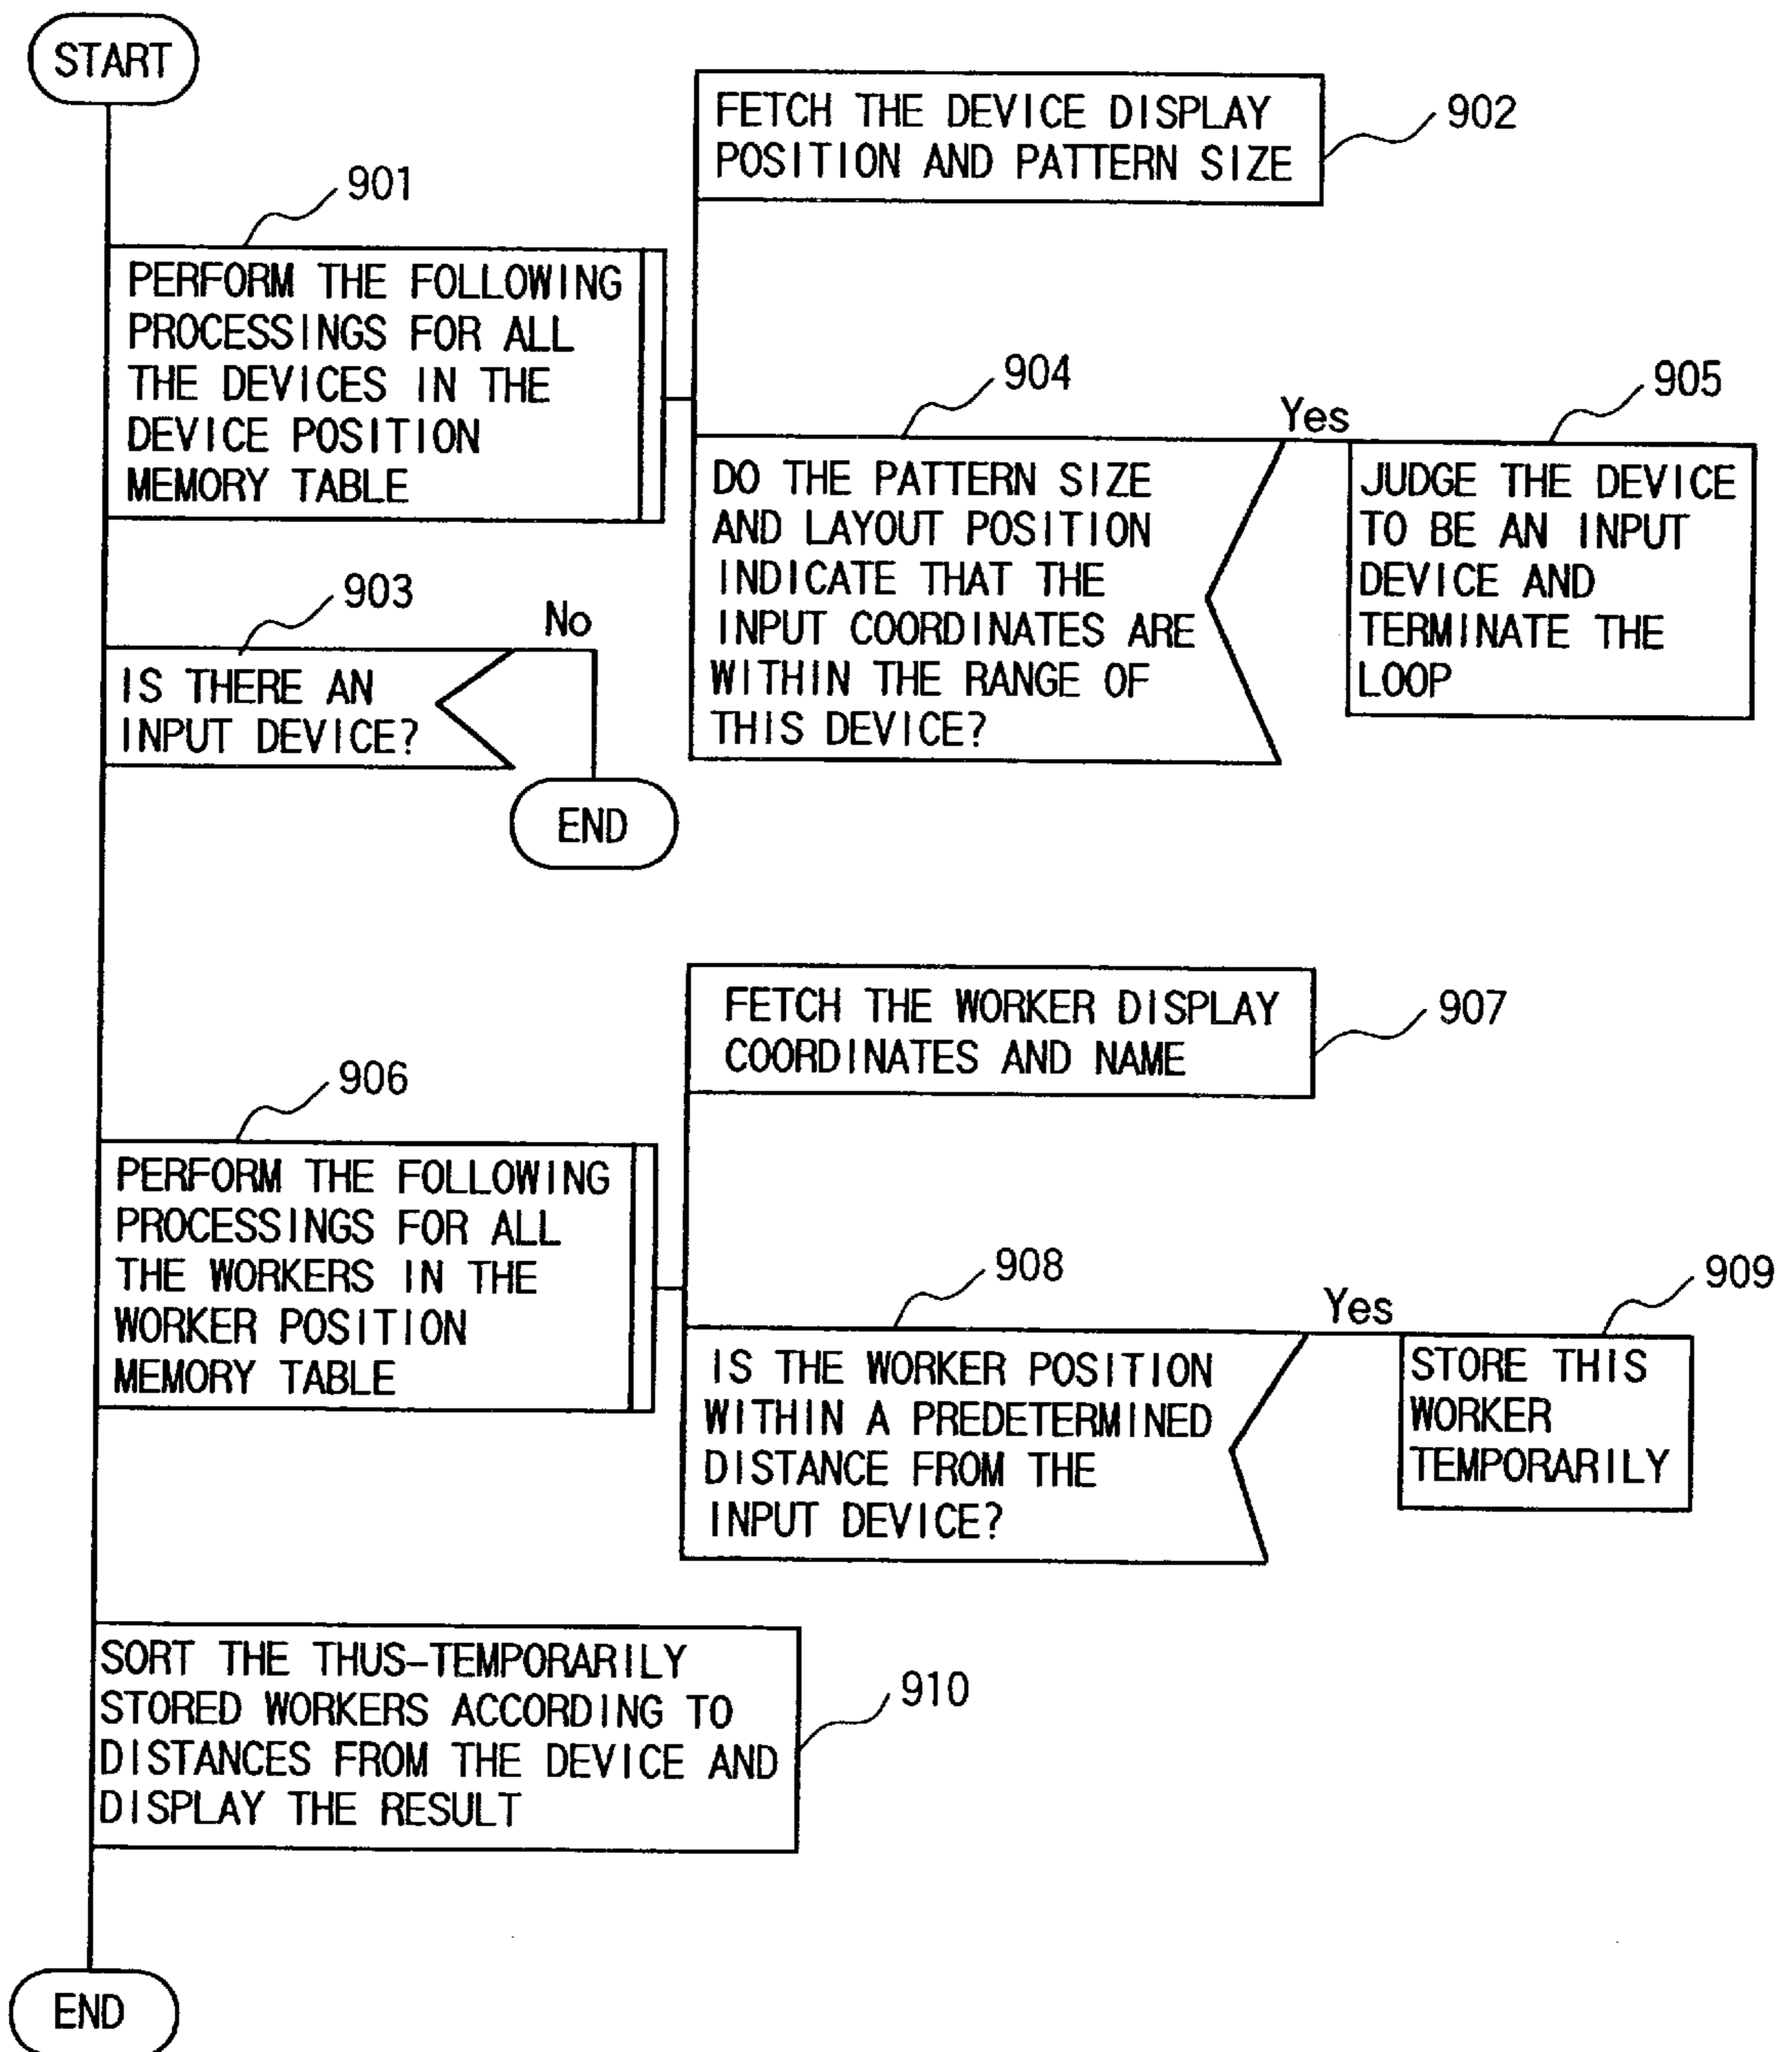 START
901
PERFORM THE FOLLOWING
PROCESSINGS FOR ALL
THE DEVICES IN THE
DEVICE POSITION
MEMORY TABLE
FETCH THE DEVICE DISPLAY
POSITION AND PATTERN SIZE
902
904
DO THE PATTERN SIZE
AND LAYOUT POSITION
INDICATE THAT THE
INPUT COORDINATES ARE
WITHIN THE RANGE OF
THIS DEVICE?
Yes
905
JUDGE THE DEVICE
TO BE AN INPUT
DEVICE AND
TERMINATE THE
LOOP
903
No
IS THERE AN
INPUT DEVICE?
END
906
PERFORM THE FOLLOWING
PROCESSINGS FOR ALL
THE WORKERS IN THE
WORKER POSITION
MEMORY TABLE
FETCH THE WORKER DISPLAY
COORDINATES AND NAME
907
908
IS THE WORKER POSITION
WITHIN A PREDETERMINED
DISTANCE FROM THE
INPUT DEVICE?
Yes
909
STORE THIS
WORKER
TEMPORARILY
SORT THE THUS-TEMPORARILY
STORED WORKERS ACCORDING TO
DISTANCES FROM THE DEVICE AND
DISPLAY THE RESULT
910
END